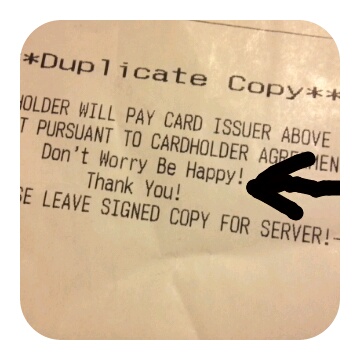 *Duplicate Copy**
HOLDER WILL PAY CARD ISSUER ABOVE
T PURSUANT TO CARDHOLDER AGREEMEN
Don't Worry Be Happy!
Thank You!
SE LEAVE SIGNED COPY FOR SERVER!-